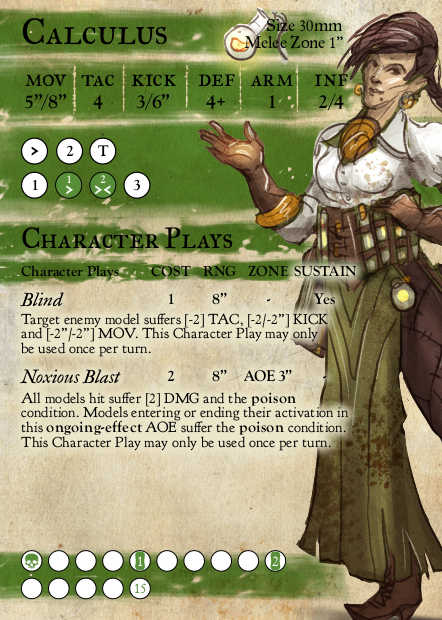 Calculus
Size 30mm
Melee Zone 1”
MOV TAC KICK DEF ARM INF
5”/8” 4 3/6” 4+ 1 2/4
> 2 T
1 1 > 2 >< 3
Character Plays
Character Plays COST RNG ZONE SUSTAIN
Blind 1 8” - Yes
Target enemy model suffers [-2] TAC, [-2/-2”] KICK
and [-2”/-2”] MOV. This Character Play may only
be used once per turn.
Noxious Blast 2 8” AOE 3” -
All models hit suffer [2] DMG and the poison
condition. Models entering or ending their activation in
this ongoing-effect AOE suffer the poison condition.
This Character Play may only be used once per turn.
1 2
15